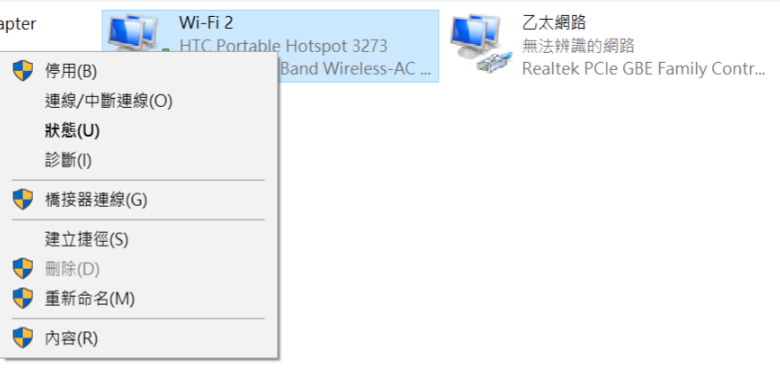 apter
Wi-Fi 2
HTC Portable Hotspot 3273
Band Wireless-AC ...
乙太網路
無法辨識的網路
Realtek PCIe GBE Family Contr...
停用(B)
連線/中斷連線(O)
狀態(U)
診斷(I)
橋接器連線(G)
建立捷徑(S)
刪除(D)
重新命名(M)
內容(R)